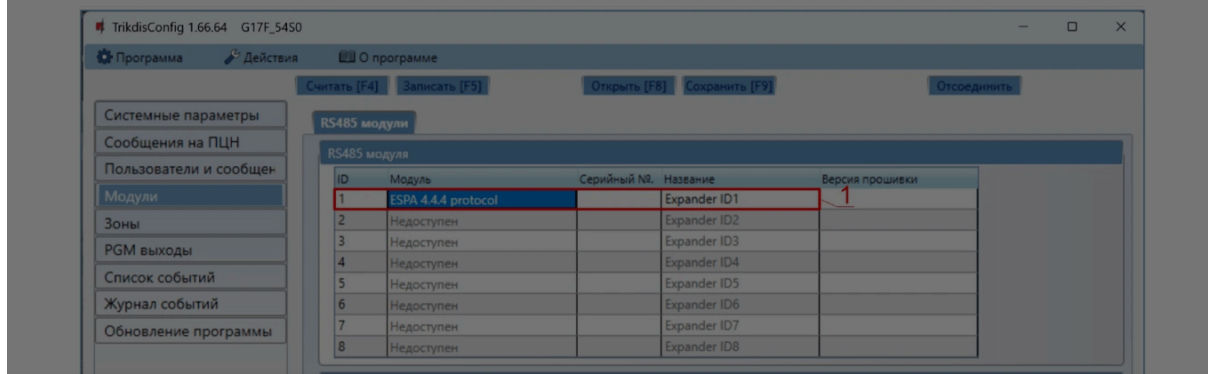 TrikdisConfig 1.66.64 G17F_54S0
Программа Действия О программе
Считать [F4] Записать [F5] Открыть [F8] Сохранить [F9] Отсоединить
Системные параметры
Сообщения на ПЦН
Пользователи и сообщен
Модули
Зоны
PGM выходы
Список событий
Журнал событий
Обновление программы
RS485 модули
RS485 модуля
ID Модуль Серийный №. Название Версия прошивки
1 ESPA 4.4.4 protocol Expander ID1 1
2 Недоступен Expander ID2
3 Недоступен Expander ID3
4 Недоступен Expander ID4
5 Недоступен Expander ID5
6 Недоступен Expander ID6
7 Недоступен Expander ID7
8 Недоступен Expander ID8